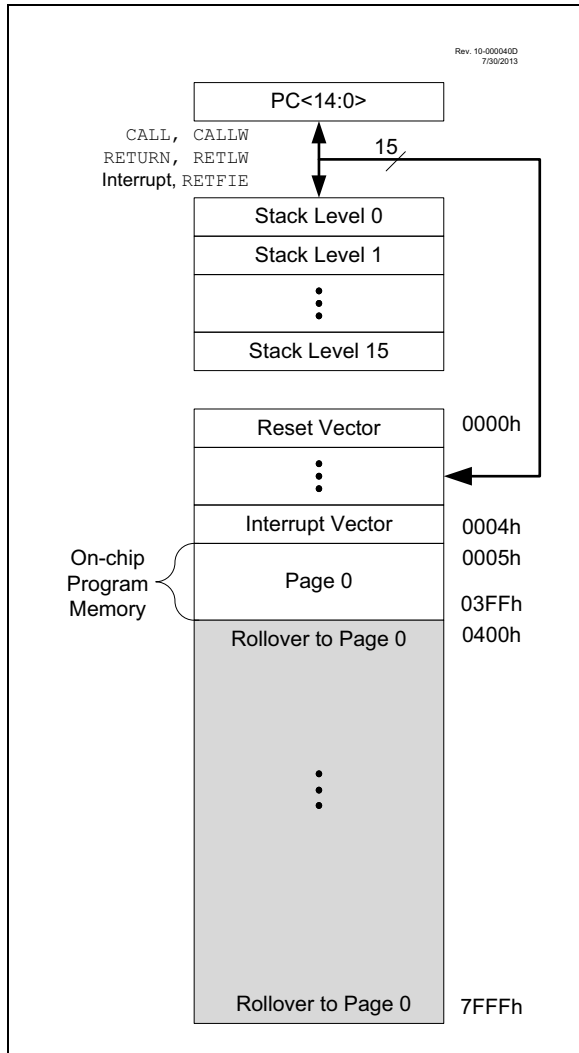 Rev. 10-000040D
7/30/2013
PC<14:0>
CALL, CALLW
RETURN, RETLW
Interrupt, RETFIE
15
Stack Level 0
Stack Level 1
Stack Level 15
Reset Vector
0000h
Interrupt Vector
0004h
On-chip
Program
Memory
Page 0
0005h
03FFh
Rollover to Page 0
0400h
Rollover to Page 0
7FFFh